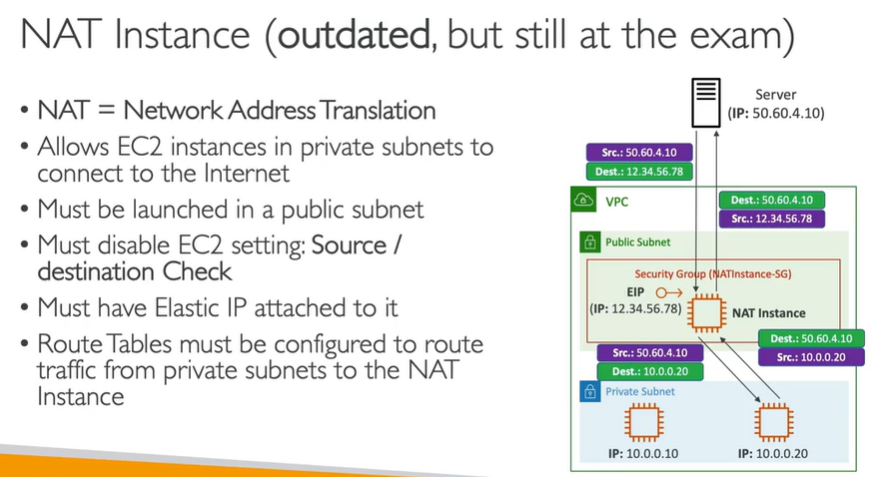 NAT Instance (outdated, but still at the exam)
• NAT = Network Address Translation
• Allows EC2 instances in private subnets to
connect to the Internet
• Must be launched in a public subnet
• Must disable EC2 setting: Source /
destination Check
• Must have Elastic IP attached to it
• Route Tables must be configured to route
traffic from private subnets to the NAT
Instance
Server
(IP: 50.60.4.10)
Src.: 50.60.4.10
Dest.: 12.34.56.78
VPC
Dest.: 50.60.4.10
Src.: 12.34.56.78
Public Subnet
Security Group (NATInstance-SG)
EIP
(IP: 12.34.56.78)
NAT Instance
Dest.: 50.60.4.10
Src.: 10.0.0.20
Src.: 50.60.4.10
Dest.: 10.0.0.20
Private Subnet
IP: 10.0.0.10
IP: 10.0.0.20